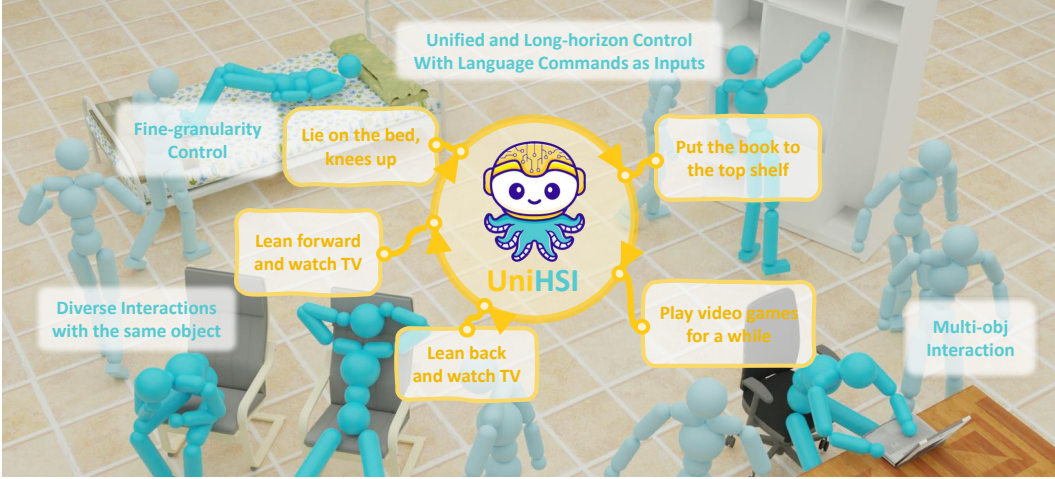 Unified and Long-horizon Control
With Language Commands as Inputs
Fine-granularity
Control
Lie on the bed,
knees up
Put the book to
the top shelf
Lean forward
and watch TV
UniHSI
Diverse Interactions
with the same object
Play video games
for a while
Multi-obj
Interaction
Lean back
and watch TV